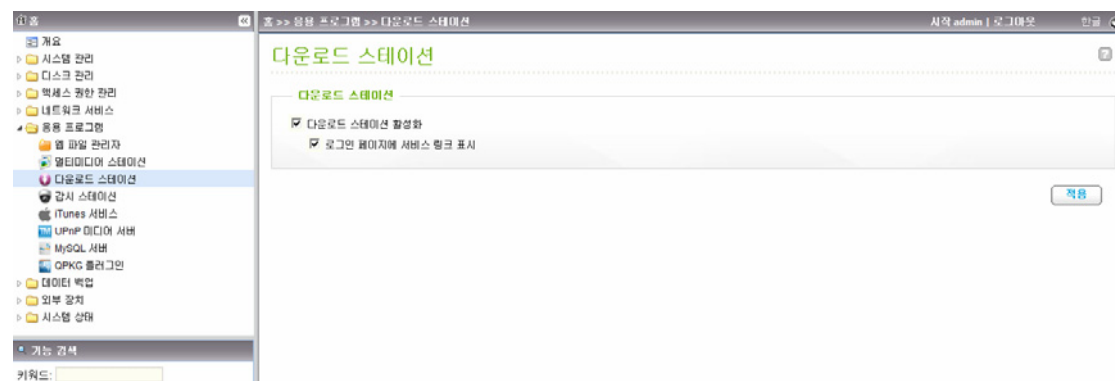 홈
홈 >> 응용 프로그램 >> 다운로드 스테이션
시작 admin | 로그아웃
한글
개요
시스템 관리
디스크 관리
액세스 권한 관리
네트워크 서비스
응용 프로그램
웹 파일 관리자
멀티미디어 스테이션
다운로드 스테이션
감시 스테이션
iTunes 서비스
UPnP 미디어 서버
MySQL 서버
QPKG 플러그인
데이터 백업
외부 장치
시스템 상태
기능 검색
키워드:
다운로드 스테이션
다운로드 스테이션
다운로드 스테이션 활성화
로그인 페이지에 서비스 링크 표시
적용